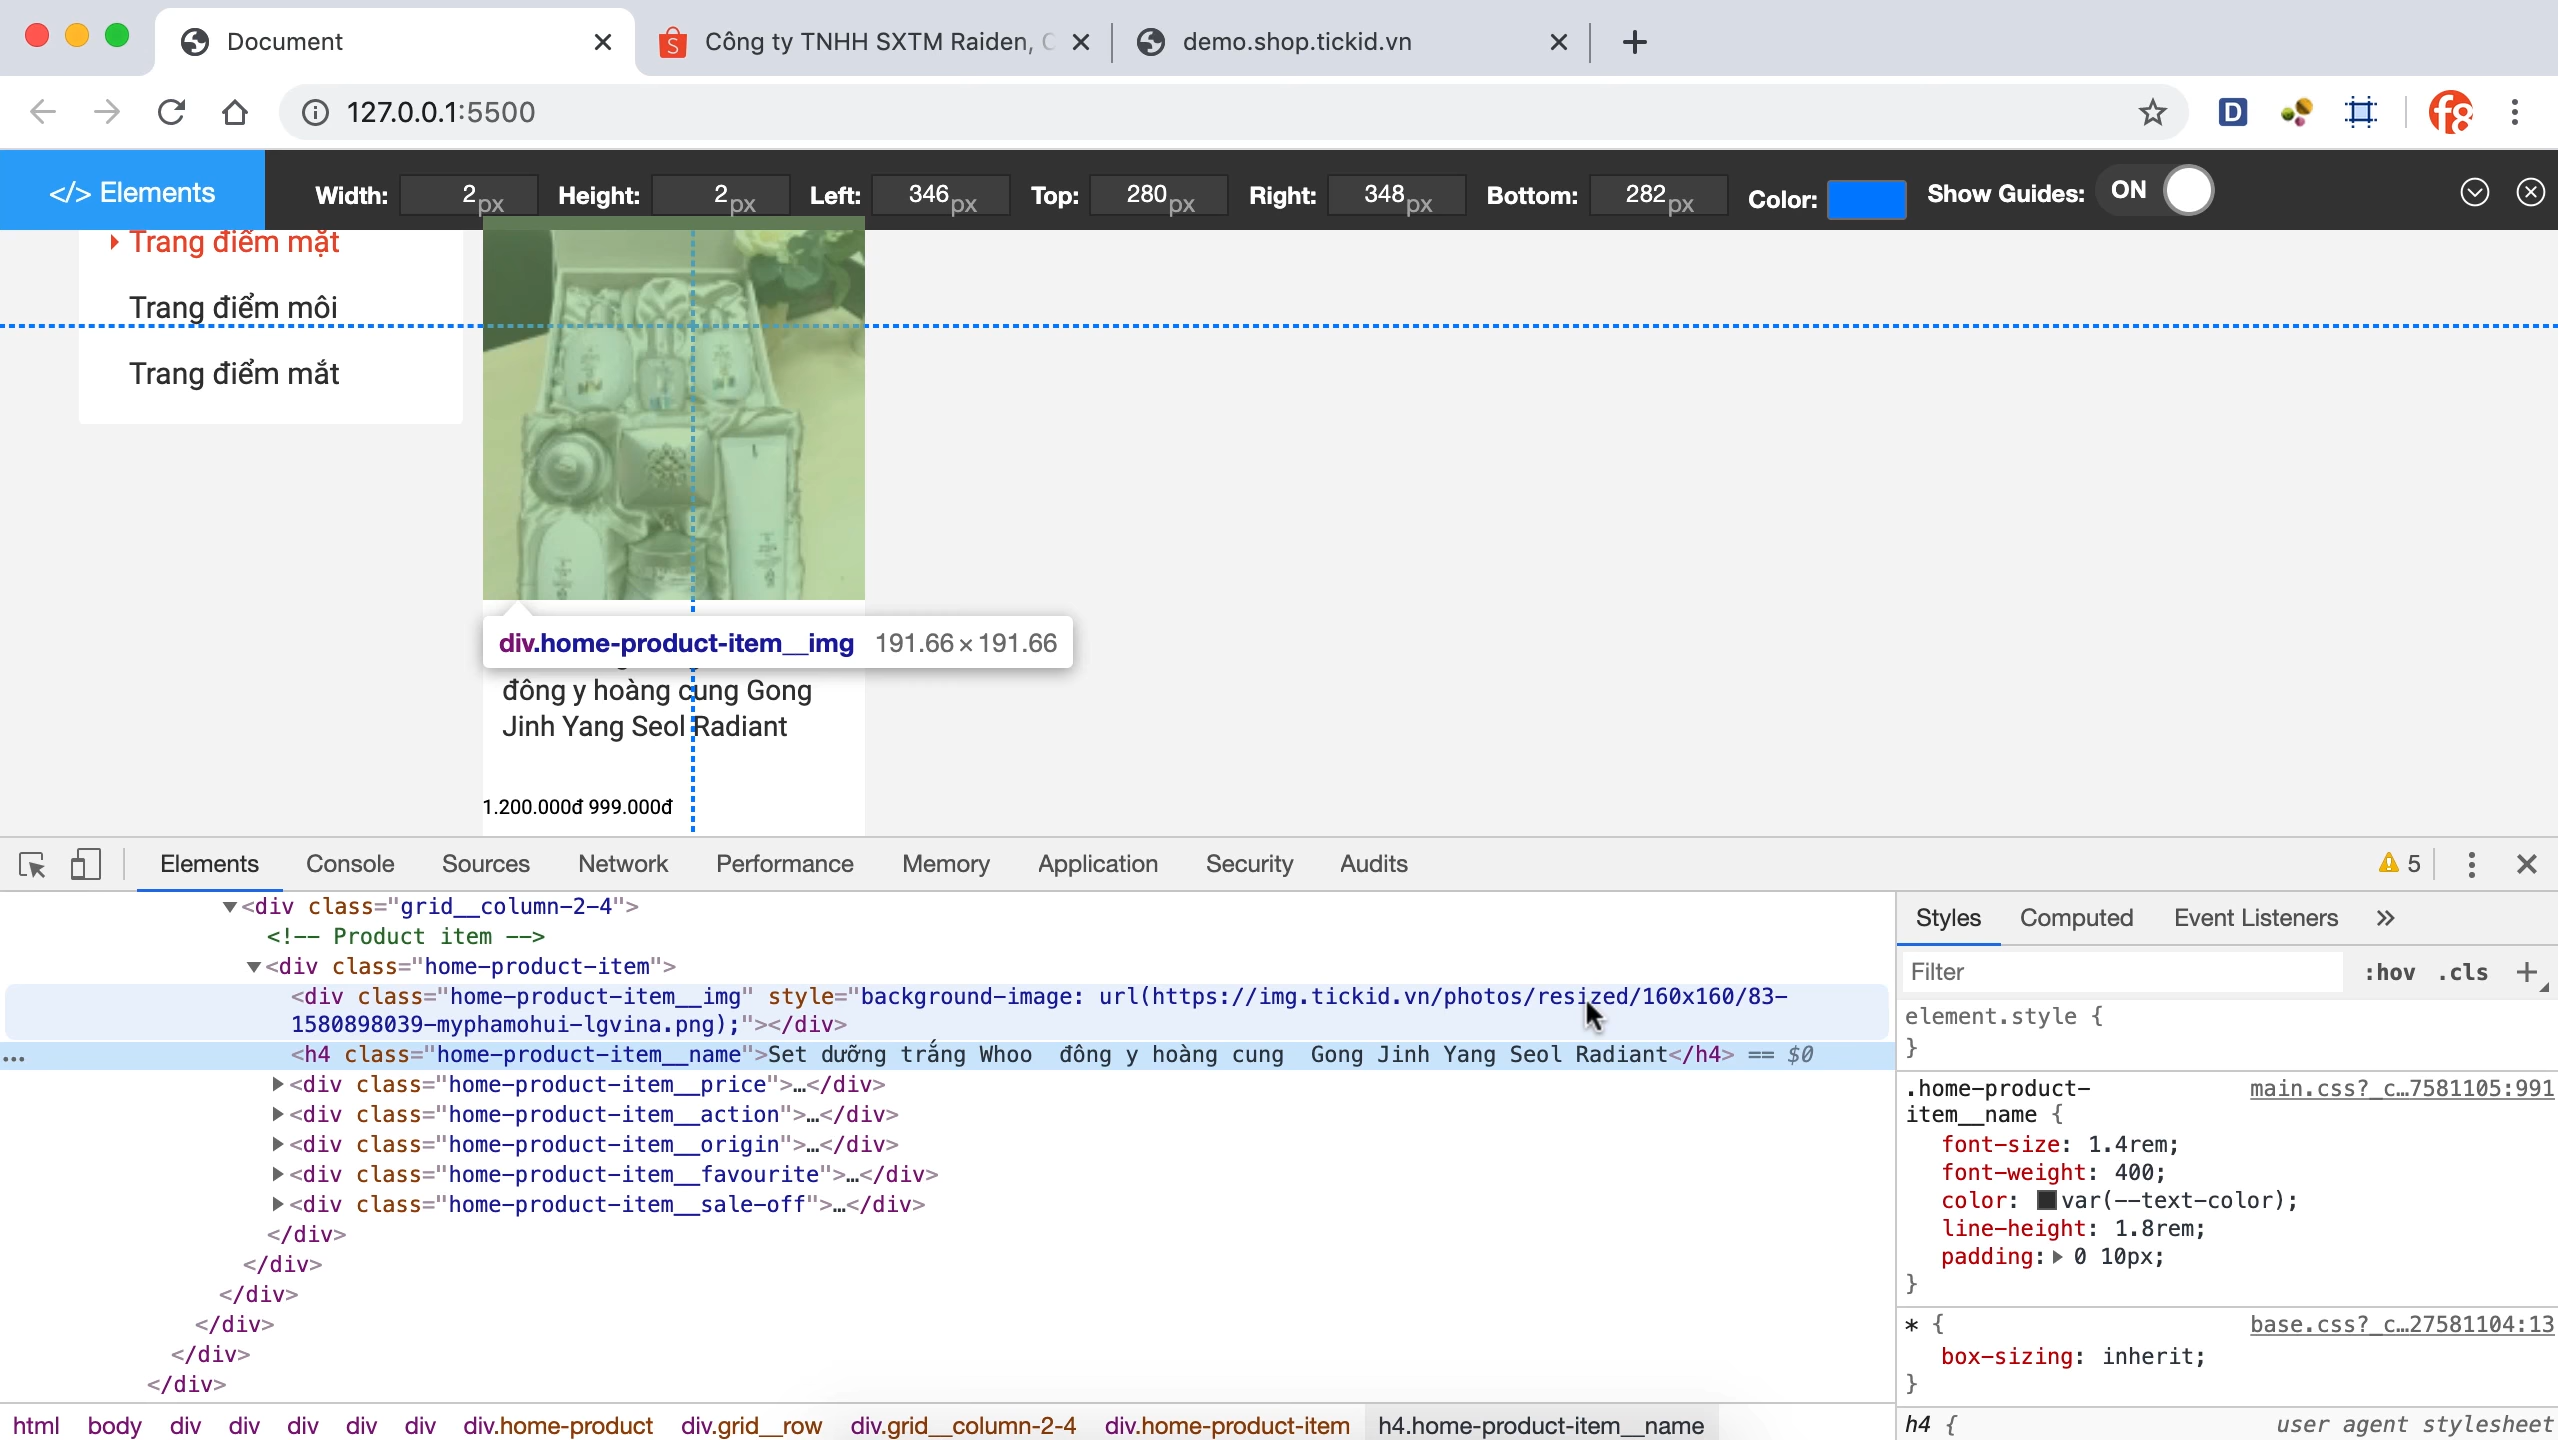 Document
Công ty TNHH SXTM Raiden, C
demo.shop.tickid.vn
127.0.0.1:5500
D
f8
</> Elements
Width: 2px Height: 2px Left: 346px Top: 280px Right: 348px Bottom: 282px Color: Show Guides: ON
Trang điểm mặt
Trang điểm môi
Trang điểm mắt
div.home-product-item__img 191.66×191.66
đông y hoàng cung Gong
Jinh Yang Seol Radiant
1.200.000đ 999.000đ
Elements Console Sources Network Performance Memory Application Security Audits 5
<div class="grid__column-2-4">
<!-- Product item -->
<div class="home-product-item">
<div class="home-product-item__img" style="background-image: url(https://img.tickid.vn/photos/resized/160x160/83-
1580898039-myphamohui-lgvina.png);"></div>
<h4 class="home-product-item__name">Set dưỡng trắng Whoo  đông y hoàng cung  Gong Jinh Yang Seol Radiant</h4> == $0
<div class="home-product-item__price">…</div>
<div class="home-product-item__action">…</div>
<div class="home-product-item__origin">…</div>
<div class="home-product-item__favourite">…</div>
<div class="home-product-item__sale-off">…</div>
</div>
</div>
</div>
</div>
</div>
</div>
html body div div div div div div.home-product div.grid__row div.grid__column-2-4 div.home-product-item h4.home-product-item__name
Styles Computed Event Listeners »
Filter :hov .cls +
element.style {
}
.home-product- main.css?_c…7581105:991
item__name {
font-size: 1.4rem;
font-weight: 400;
color: var(--text-color);
line-height: 1.8rem;
padding: 0 10px;
}
* { base.css?_c…27581104:13
box-sizing: inherit;
}
h4 { user agent stylesheet